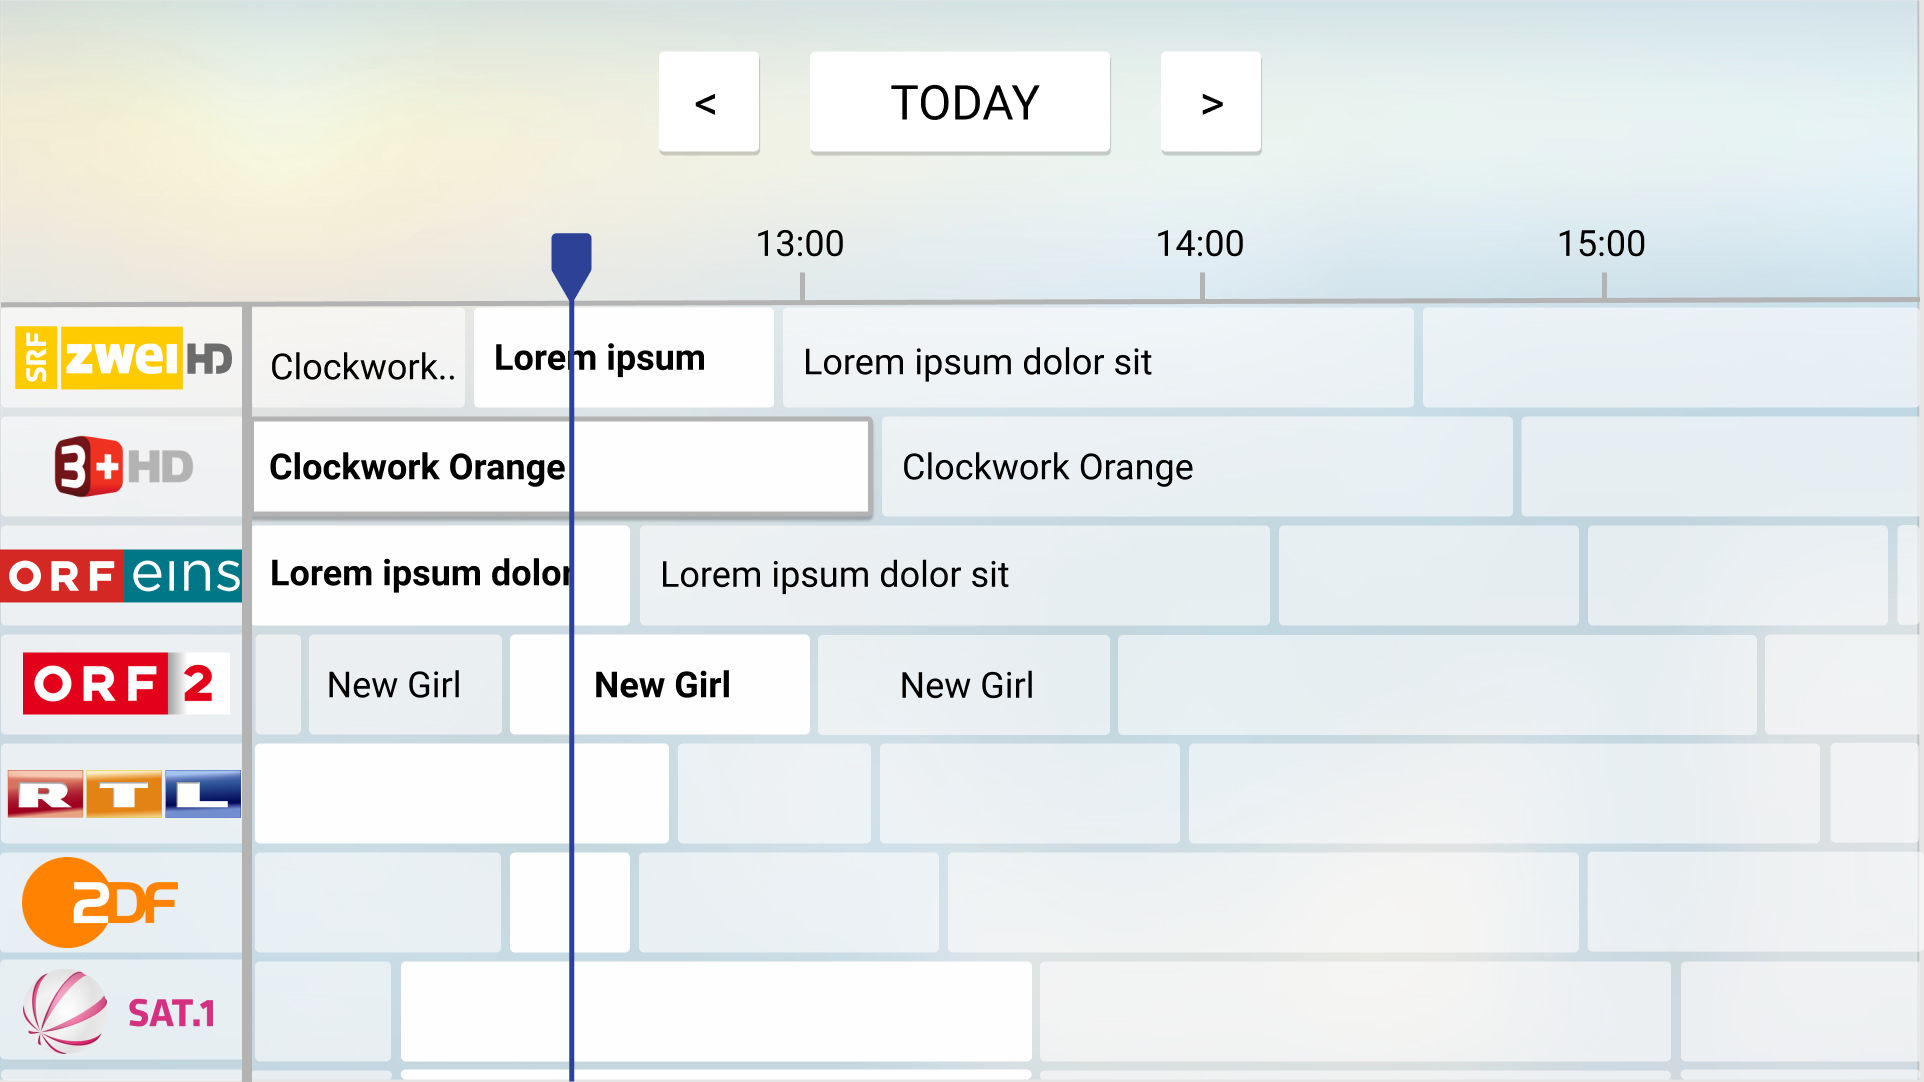 < TODAY >
13:00 14:00 15:00
SRF zwei HD Clockwork.. Lorem ipsum Lorem ipsum dolor sit
3+ HD Clockwork Orange Clockwork Orange
ORF eins Lorem ipsum dolor Lorem ipsum dolor sit
ORF 2 New Girl New Girl New Girl
RTL
ZDF
SAT.1